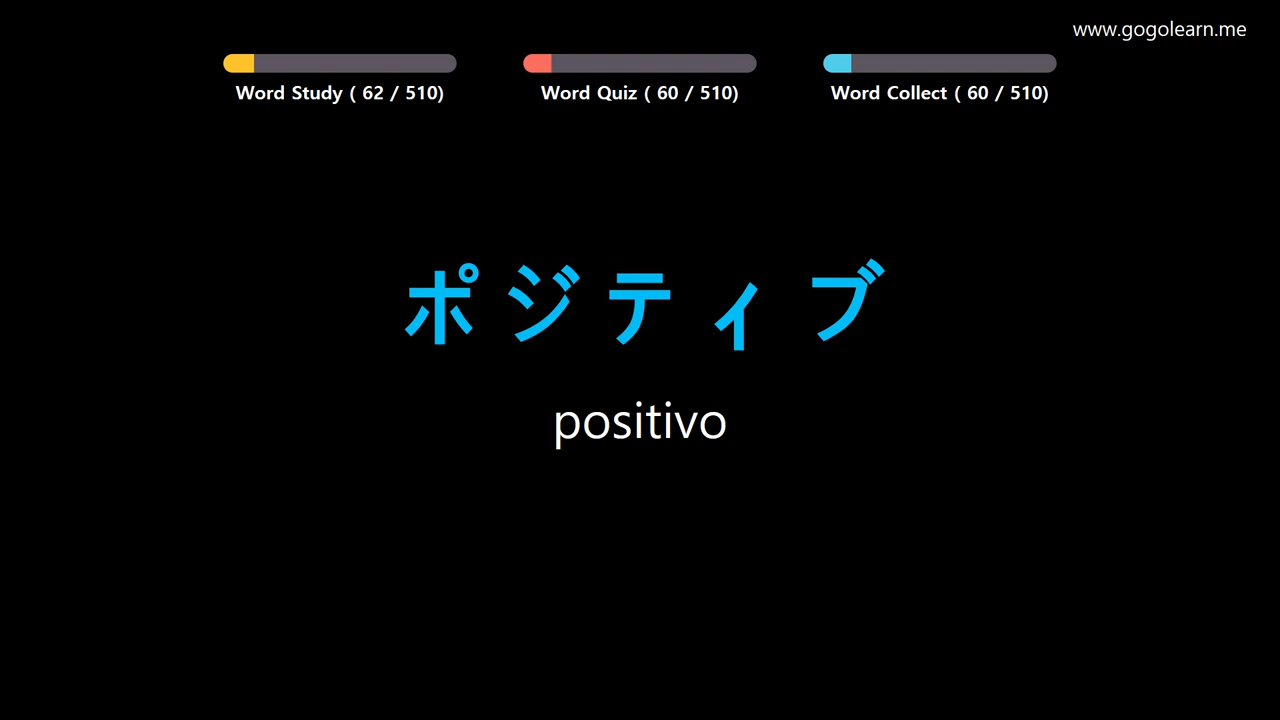 www.gogolearn.me
Word Study ( 62 / 510)
Word Quiz ( 60 / 510)
Word Collect ( 60 / 510)
ポジティブ
positivo